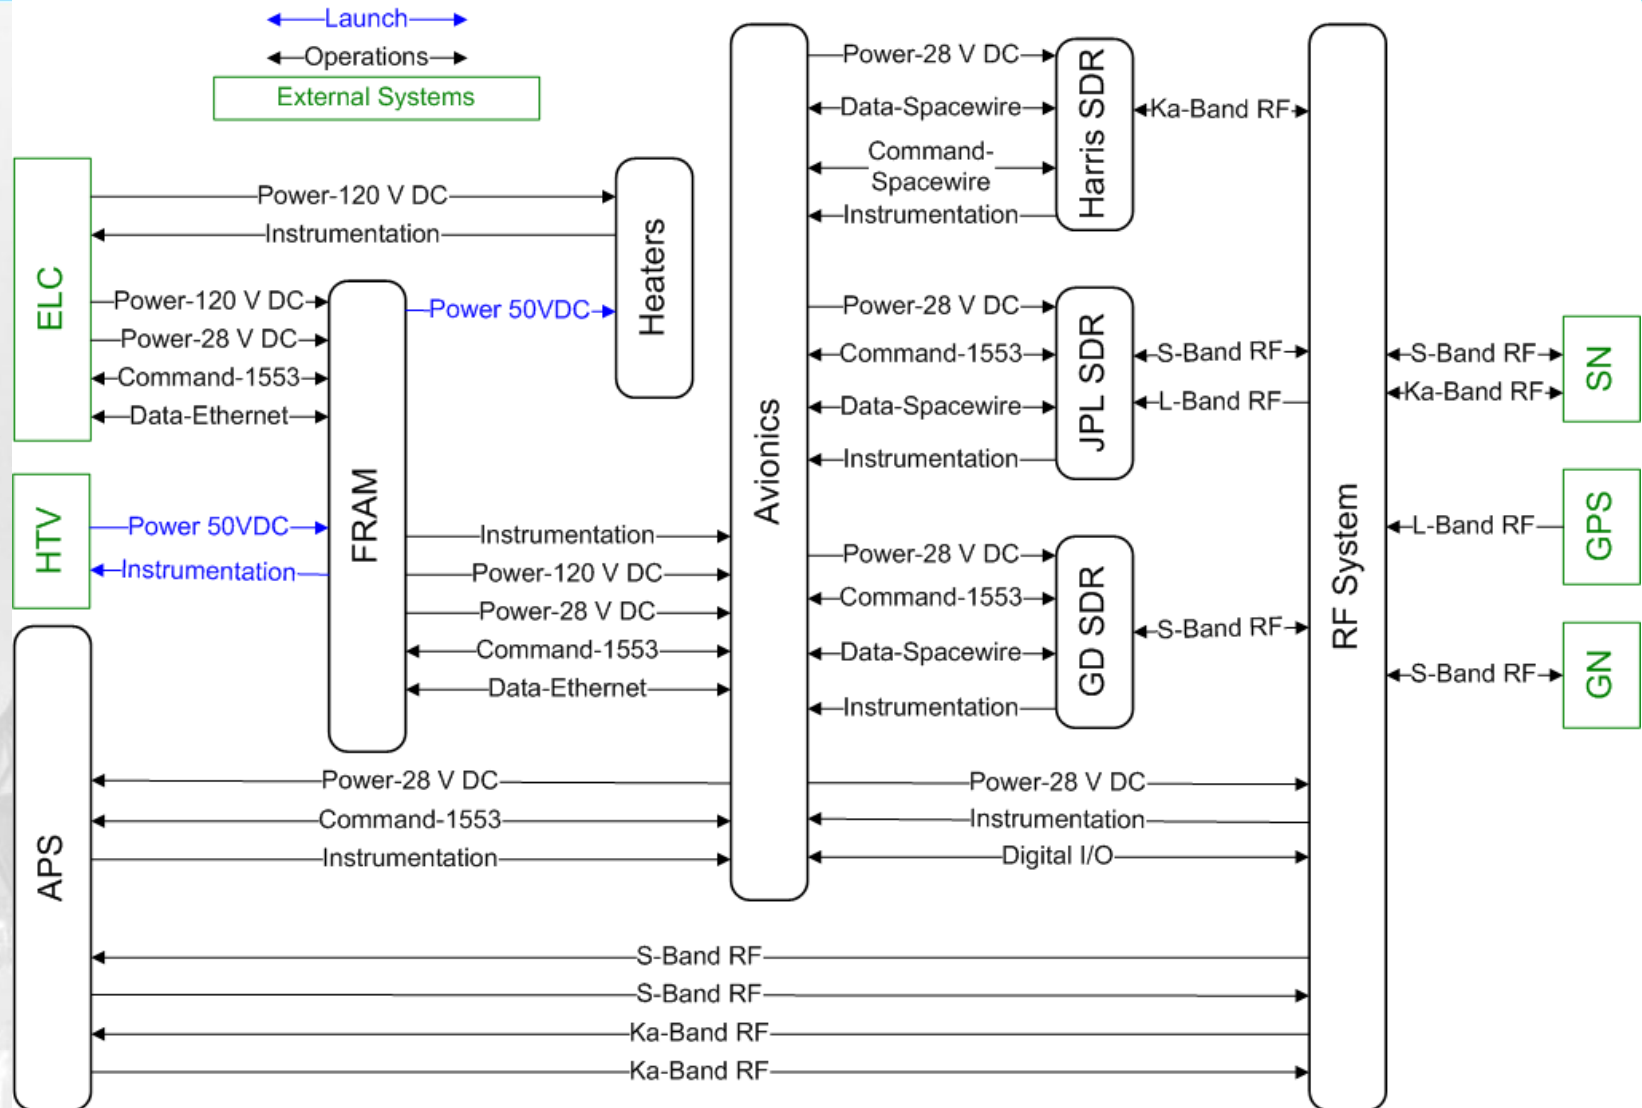 Launch
Operations
External Systems
ELC
Power-120 V DC
Instrumentation
Heaters
Power-120 V DC
Power-28 V DC
Command-1553
Data-Ethernet
FRAM
Power 50VDC
HTV
Power 50VDC
Instrumentation
Instrumentation
Power-120 V DC
Power-28 V DC
Command-1553
Data-Ethernet
Avionics
Power-28 V DC
Data-Spacewire
Command-
Spacewire
Instrumentation
Harris SDR
Ka-Band RF
Power-28 V DC
Command-1553
Data-Spacewire
Instrumentation
JPL SDR
S-Band RF
L-Band RF
Power-28 V DC
Command-1553
Data-Spacewire
Instrumentation
GD SDR
S-Band RF
RF System
S-Band RF
Ka-Band RF
SN
L-Band RF
GPS
S-Band RF
GN
APS
Power-28 V DC
Command-1553
Instrumentation
Power-28 V DC
Instrumentation
Digital I/O
S-Band RF
S-Band RF
Ka-Band RF
Ka-Band RF